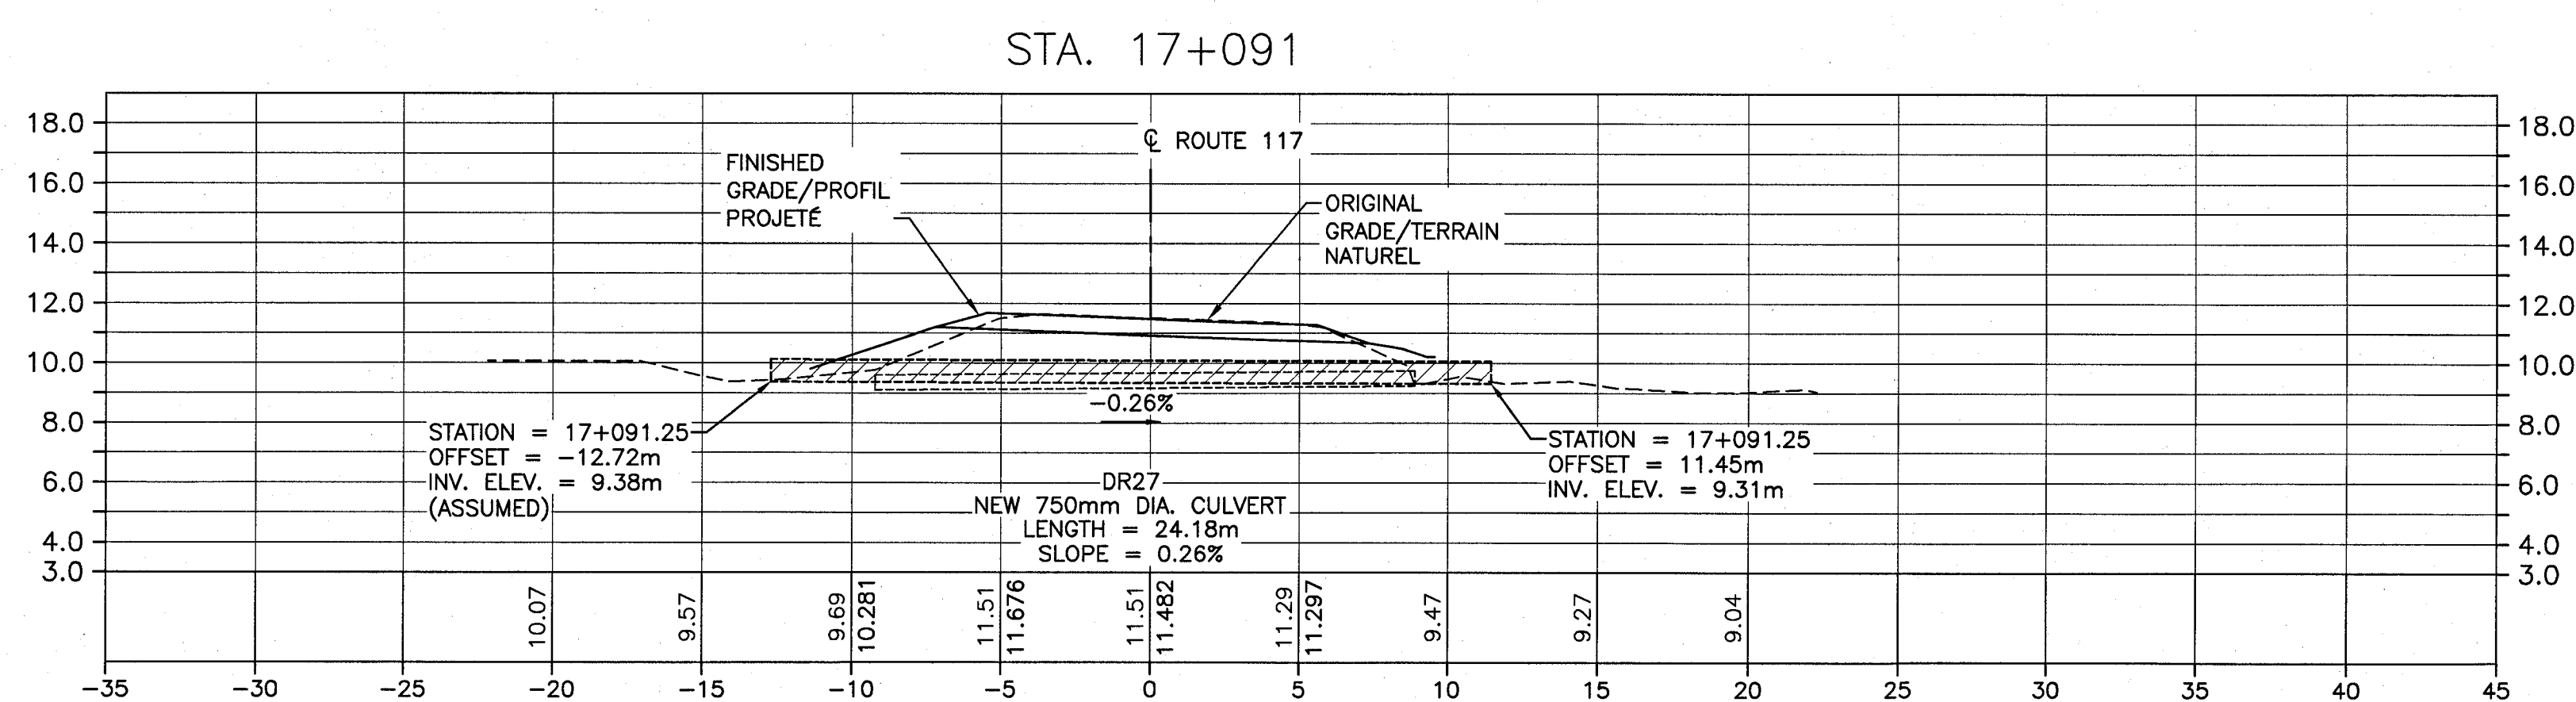 STA. 17+091
18.0
16.0
14.0
12.0
10.0
8.0
6.0
4.0
3.0
FINISHED
GRADE/PROFIL
PROJETÉ
℄ ROUTE 117
ORIGINAL
GRADE/TERRAIN
NATUREL
18.0
16.0
14.0
12.0
10.0
8.0
6.0
4.0
3.0
-0.26%
STATION = 17+091.25
OFFSET = -12.72m
INV. ELEV. = 9.38m
(ASSUMED)
DR27
NEW 750mm DIA. CULVERT
LENGTH = 24.18m
SLOPE = 0.26%
STATION = 17+091.25
OFFSET = 11.45m
INV. ELEV. = 9.31m
10.07
9.57
9.69
10.281
11.51
11.676
11.51
11.482
11.29
11.297
9.47
9.27
9.04
-35 -30 -25 -20 -15 -10 -5 0 5 10 15 20 25 30 35 40 45